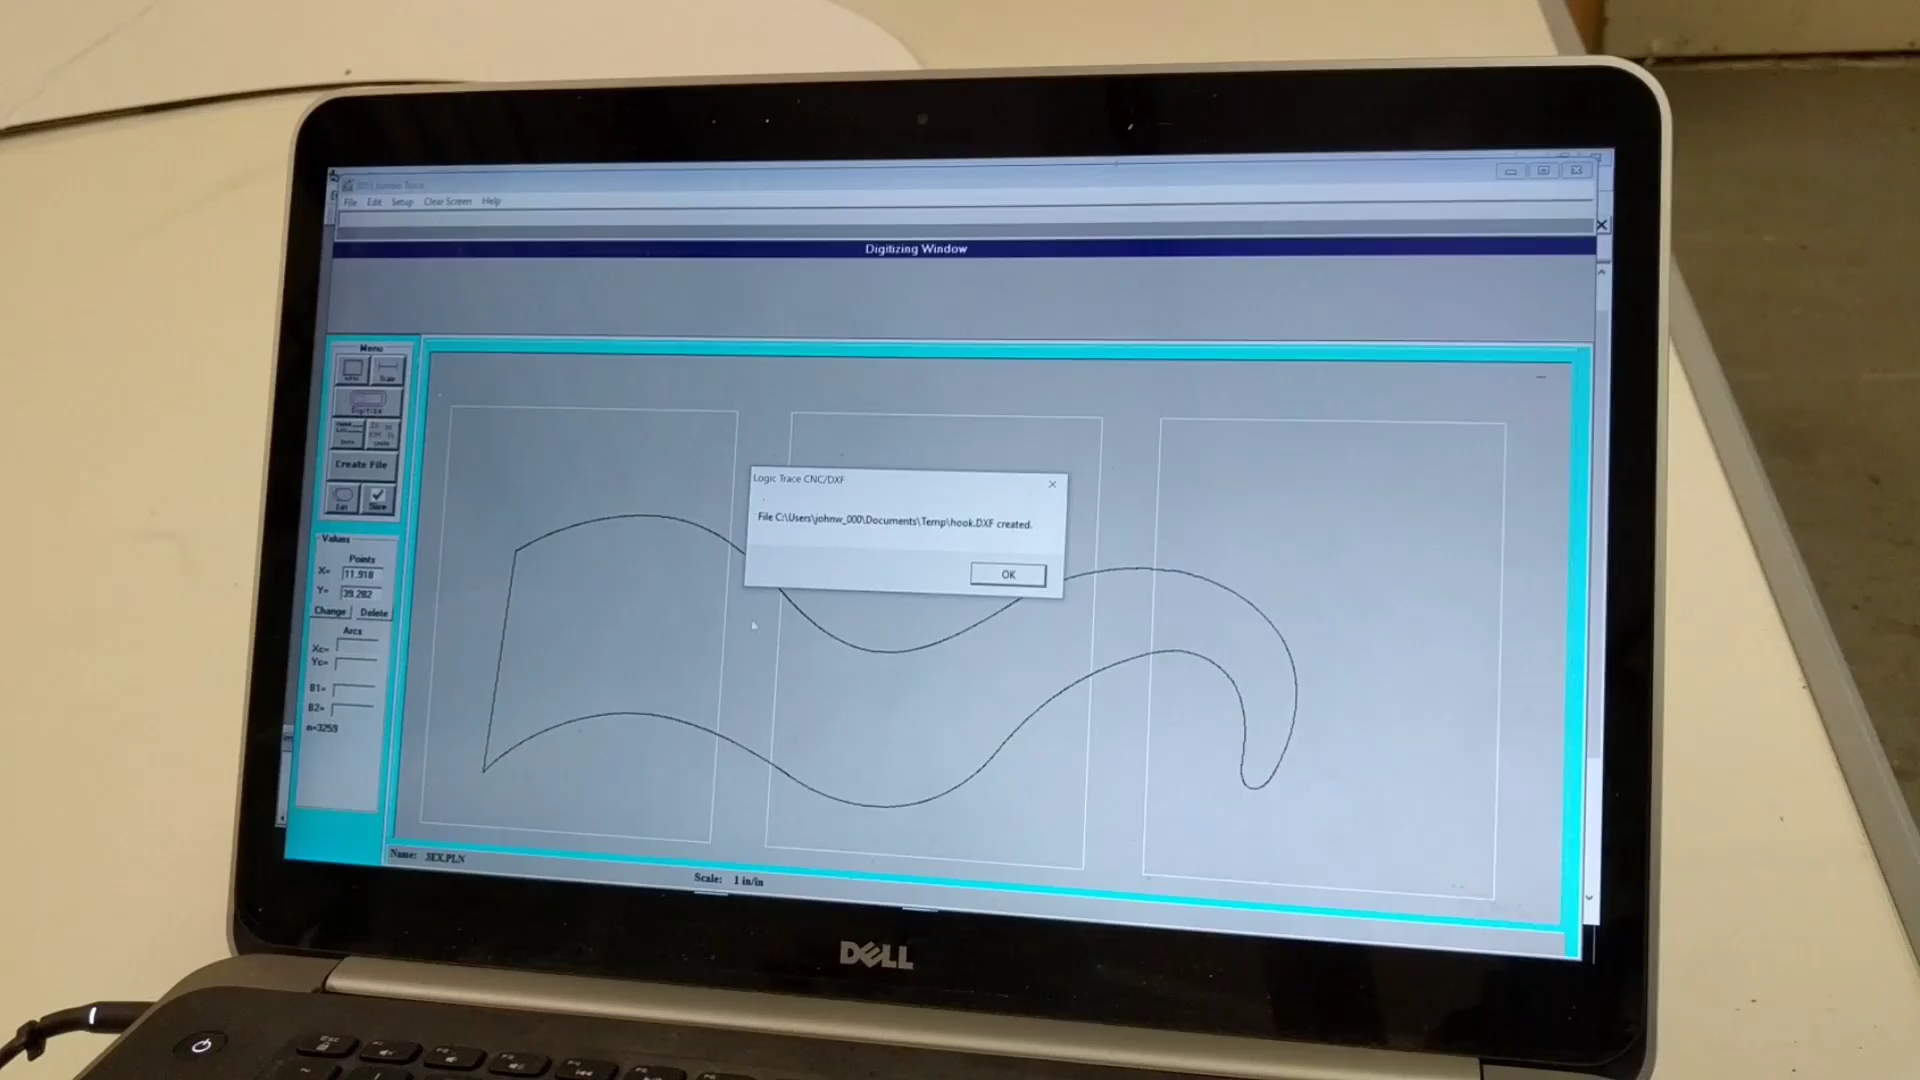 File Edit Setup Clear Screen Help
Digitizing Window
Menu
Digitize
Create File
Values
Points
X= 11.918
Y= 39.282
Change Delete
Arcs
Xc=
Yc=
B1=
B2=
n=3259
Logic Trace CNC/DXF
File C:\Users\johnw_000\Documents\Temp\hook.DXF created.
OK
Name: 3EX.PLN
Scale: 1 in/in
DELL
Esc